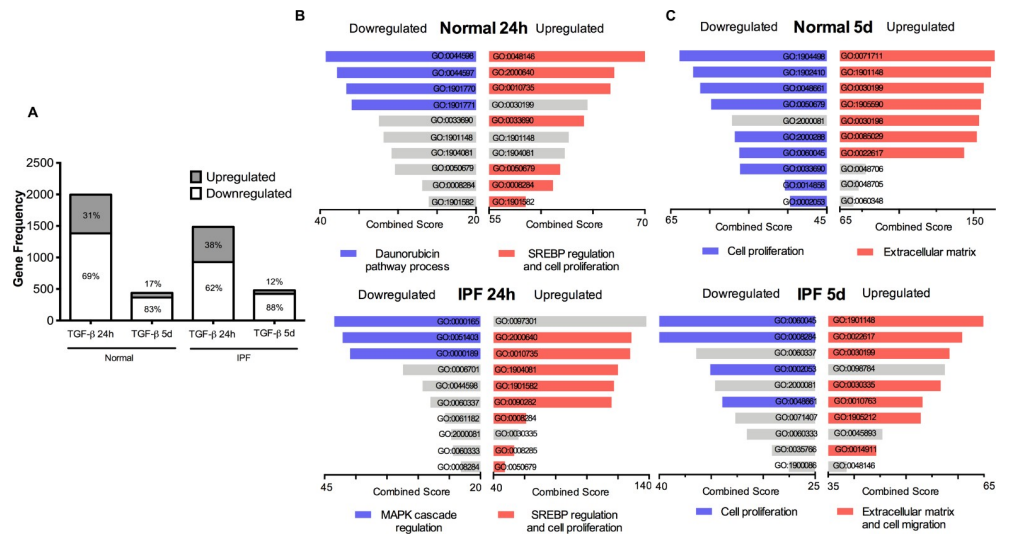 A
2500
2000
1500
1000
500
0
Gene Frequency
Upregulated
Downregulated
31%
69%
17%
83%
38%
62%
12%
88%
TGF-β 24h
TGF-β 5d
TGF-β 24h
TGF-β 5d
Normal
IPF
B
Dowregulated
Normal 24h
Upregulated
GO:0044598
GO:0044597
GO:1901770
GO:1901771
GO:0033690
GO:1901148
GO:1904081
GO:0050679
GO:0008284
GO:1901582
GO:0048146
GO:2000640
GO:0010735
GO:0030199
GO:0033690
GO:1901148
GO:1904081
GO:0050679
GO:0008284
GO:1901582
40
20
55
70
Combined Score
Combined Score
Daunorubicin
pathway process
SREBP regulation
and cell proliferation
Dowregulated
IPF 24h
Upregulated
GO:0000165
GO:0051403
GO:0000189
GO:0006701
GO:0044598
GO:0060337
GO:0061182
GO:2000081
GO:0060333
GO:0008284
GO:0097301
GO:2000640
GO:0010735
GO:1904081
GO:1901582
GO:0090282
GO:0008284
GO:0030335
GO:0008285
GO:0050679
45
20
40
140
Combined Score
Combined Score
MAPK cascade
regulation
SREBP regulation
and cell proliferation
C
Dowregulated
Normal 5d
Upregulated
GO:1904498
GO:1902410
GO:0048661
GO:0050679
GO:2000081
GO:2000288
GO:0060045
GO:0033690
GO:0014858
GO:0002053
GO:0071711
GO:1901148
GO:0030199
GO:1905590
GO:0030198
GO:0085029
GO:0022617
GO:0048706
GO:0048705
GO:0060348
65
45
65
150
Combined Score
Combined Score
Cell proliferation
Extracellular matrix
Dowregulated
IPF 5d
Upregulated
GO:0060045
GO:0008284
GO:0060337
GO:0002053
GO:2000081
GO:0048661
GO:0071407
GO:0060333
GO:0035766
GO:1900086
GO:1901148
GO:0022617
GO:0030199
GO:0098784
GO:0030335
GO:0010763
GO:1905212
GO:0045893
GO:0014911
GO:0048146
40
25
35
65
Combined Score
Combined Score
Cell proliferation
Extracellular matrix
and cell migration